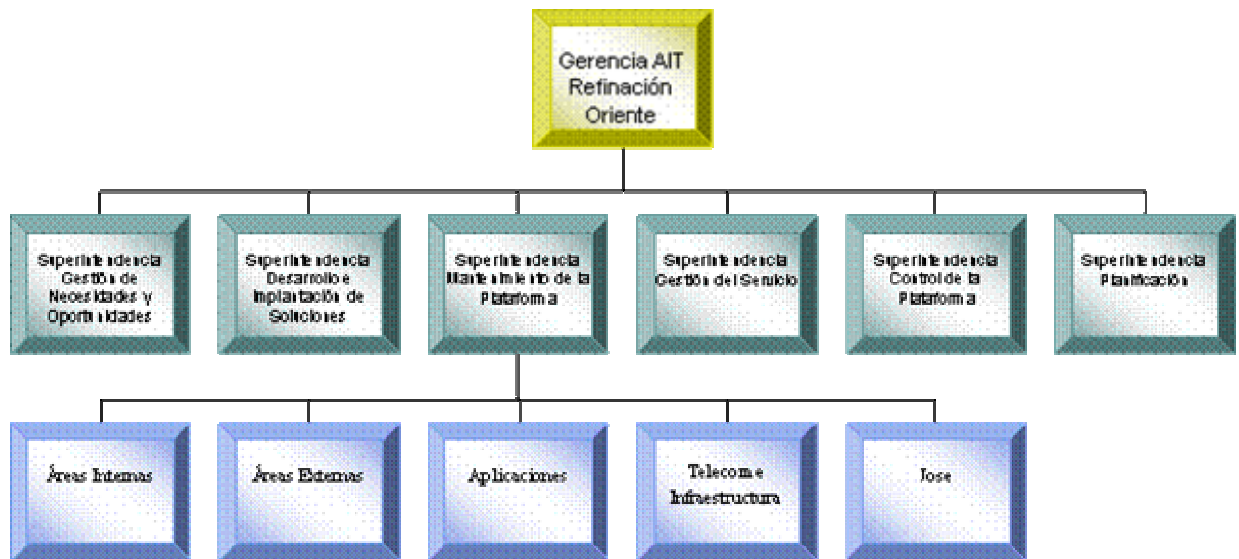 Gerencia AIT
Refinación
Oriente
Superintendencia
Gestión de
Necesidades y
Oportunidades
Superintendencia
Desarrollo e
Implantación de
Soluciones
Superintendencia
Mantenimiento de la
Plataforma
Superintendencia
Gestión del Servicio
Superintendencia
Control de la
Plataforma
Superintendencia
Planificación
Áreas Internas
Áreas Externas
Aplicaciones
Telecom e
Infraestructura
Jose